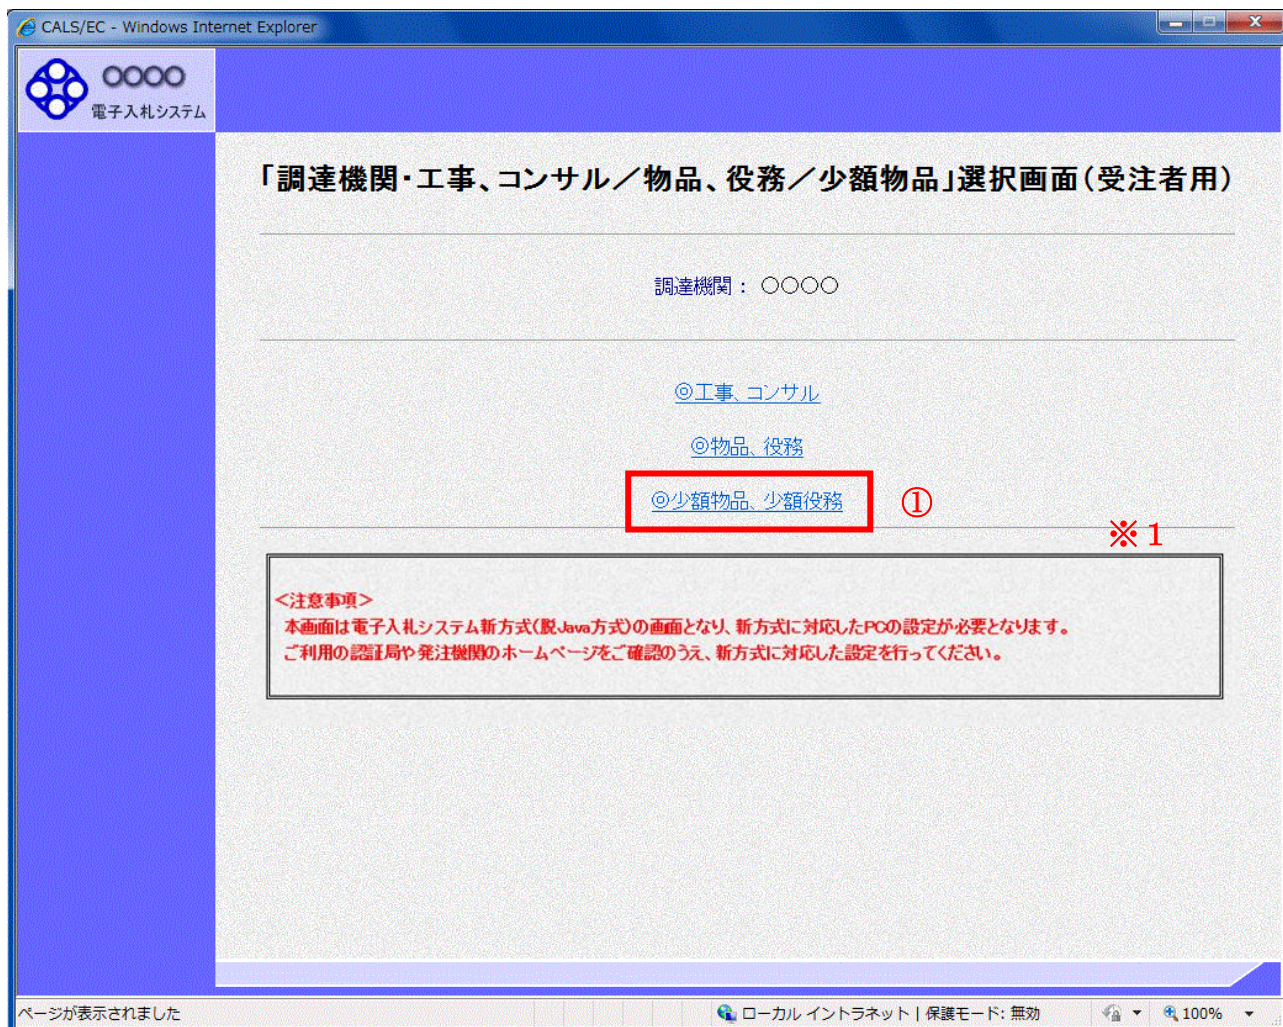 CALS/EC - Windows Internet Explorer
○○○○
電子入札システム
「調達機関・工事、コンサル／物品、役務／少額物品」選択画面（受注者用）
調達機関： ○○○○
◎工事、コンサル
◎物品、役務
◎少額物品、少額役務
①
※１
＜注意事項＞
本画面は電子入札システム新方式(脱Java方式)の画面となり、新方式に対応したPCの設定が必要となります。
ご利用の認証局や発注機関のホームページをご確認のうえ、新方式に対応した設定を行ってください。
ページが表示されました
ローカル イントラネット | 保護モード: 無効
100%